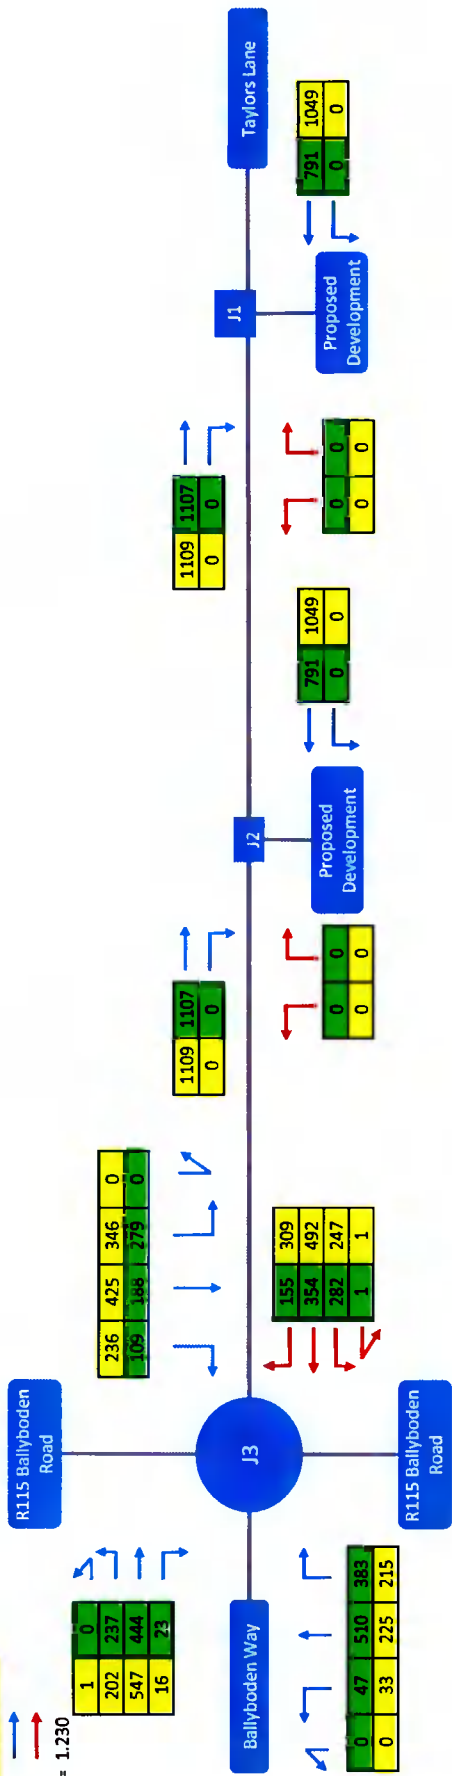 = 1.230
R115 Ballyboden
Road
1 0
202 237
547 444
16 23
236 425 346 0
109 188 279 0
J3
Ballyboden Way
0 47 510 383
0 33 225 215
R115 Ballyboden
Road
155 309
354 492
282 247
1 1
1109 1107
0 0
J2
Proposed
Development
0 0
0 0
791 1049
0 0
1109 1107
0 0
J1
Proposed
Development
0 0
0 0
791 1049
0 0
Taylors Lane